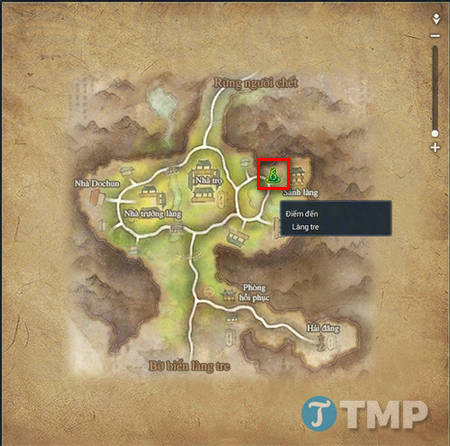 Rừng người chết
Nhà Dochun
Nhà trọ
Sảnh làng
Nhà trưởng làng
Điểm đến
Làng tre
Phòng
hồi phục
Hải đăng
Bờ biển làng tre
TMP